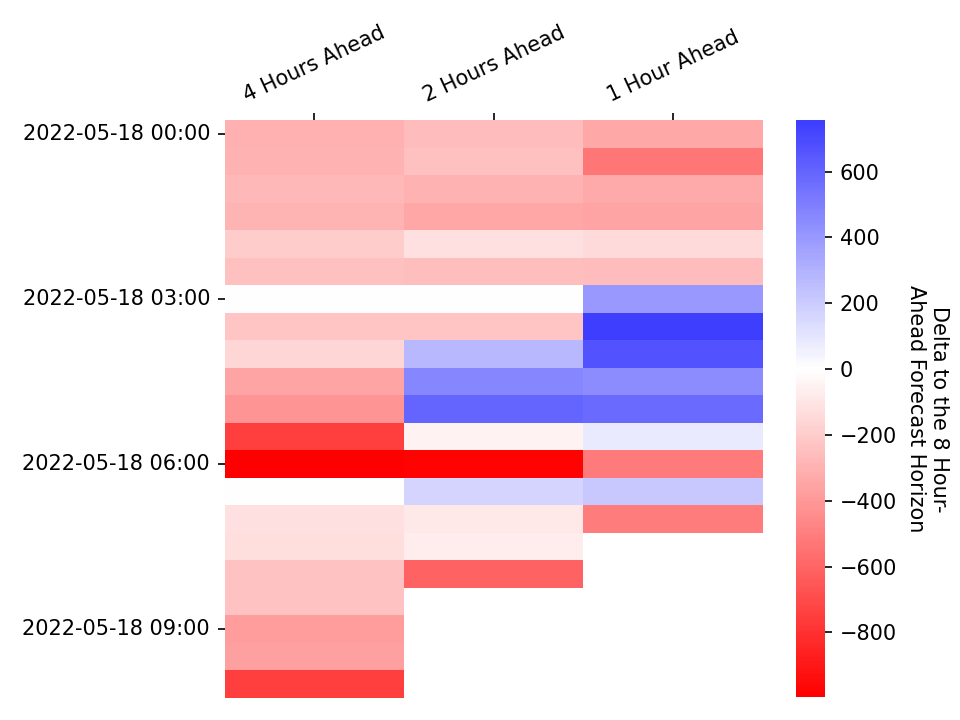 4 Hours Ahead
2 Hours Ahead
1 Hour Ahead
2022-05-18 00:00
2022-05-18 03:00
2022-05-18 06:00
2022-05-18 09:00
600
400
200
0
−200
−400
−600
−800
Delta to the 8 Hour-
Ahead Forecast Horizon